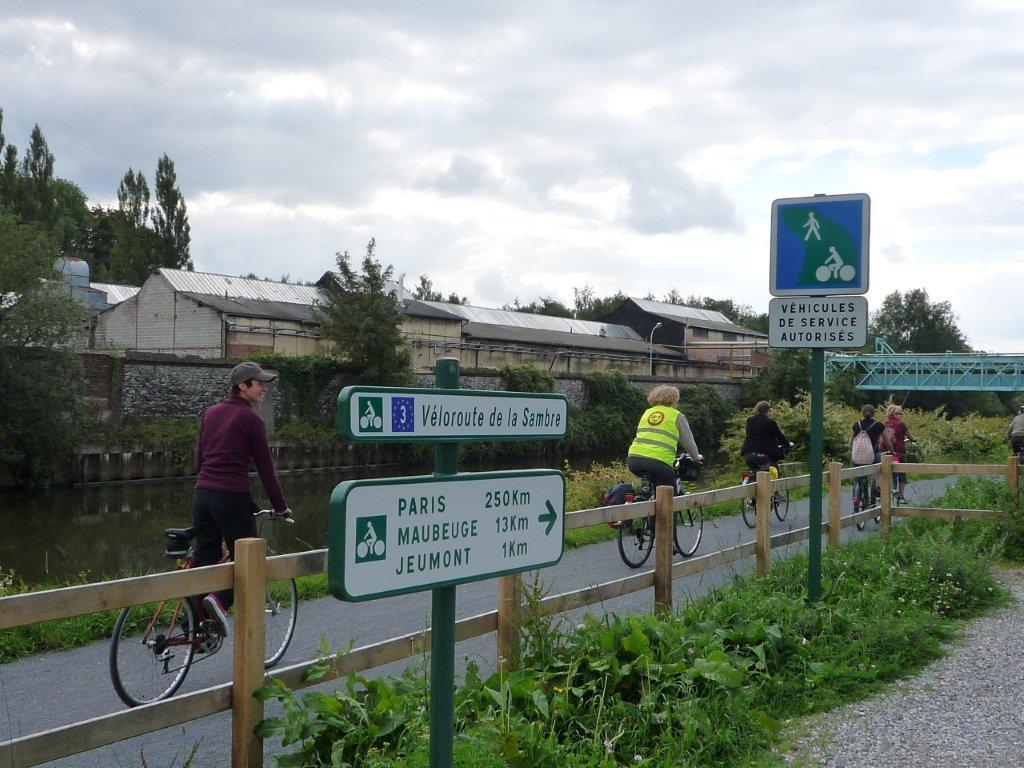 3 Véloroute de la Sambre
PARIS 250Km
MAUBEUGE 13Km
JEUMONT 1Km
VÉHICULES
DE SERVICE
AUTORISÉS